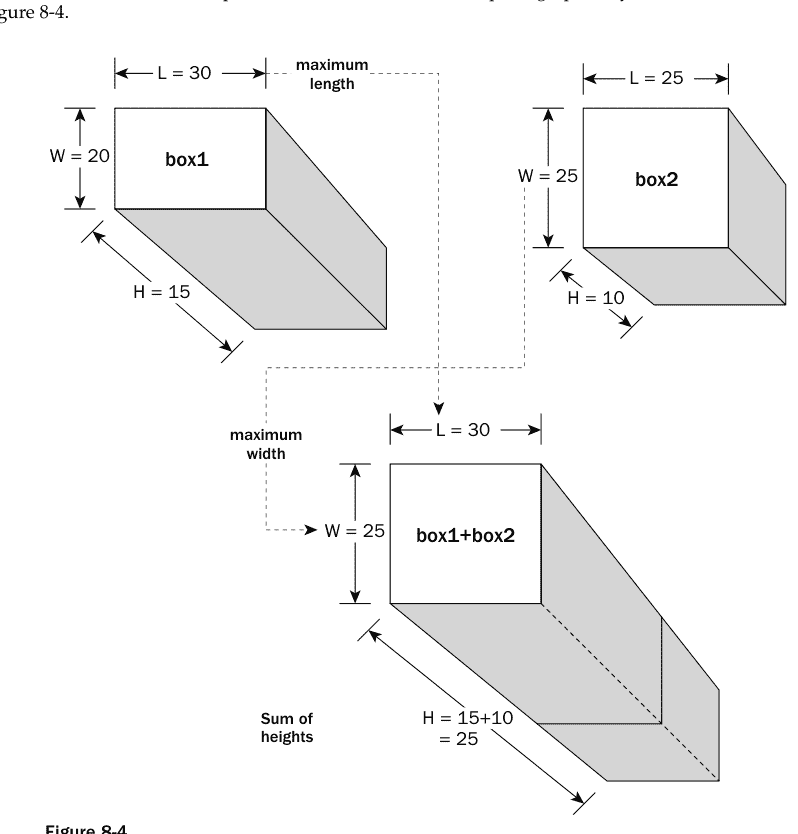 gure 8-4.
L = 30
maximum
length
L = 25
W = 20
box1
W = 25
box2
H = 15
H = 10
maximum
width
L = 30
W = 25
box1+box2
Sum of
heights
H = 15+10
= 25
Figure 8-4